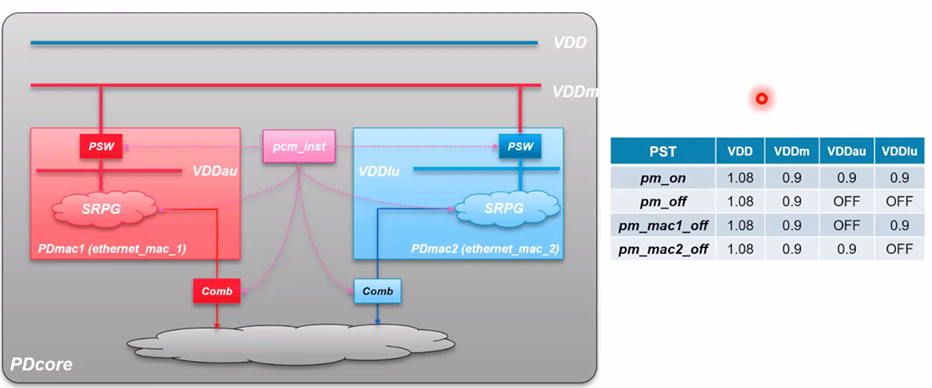 VDD
VDDm
PSW
pcm_inst
PSW
VDDau
VDDlu
SRPG
SRPG
PDmac1 (ethernet_mac_1)
PDmac2 (ethernet_mac_2)
Comb
Comb
PDcore
PST VDD VDDm VDDau VDDlu
pm_on 1.08 0.9 0.9 0.9
pm_off 1.08 0.9 OFF OFF
pm_mac1_off 1.08 0.9 OFF 0.9
pm_mac2_off 1.08 0.9 0.9 OFF